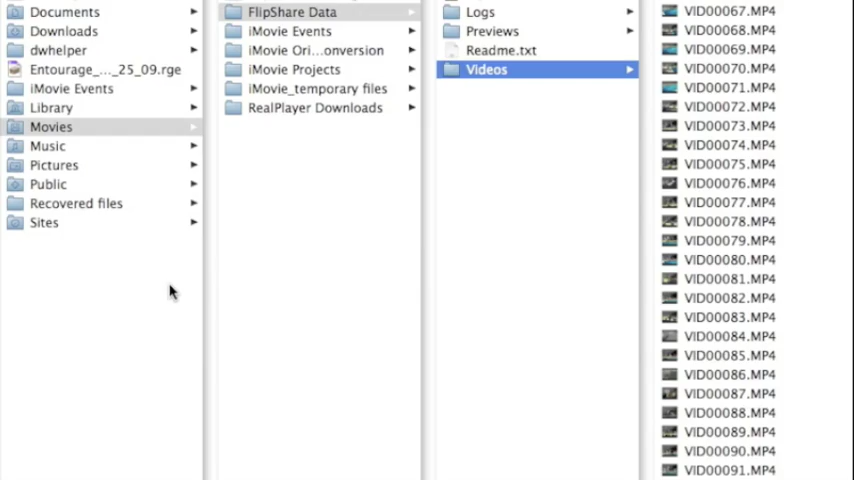 Documents
Downloads
dwhelper
Entourage_..._25_09.rge
iMovie Events
Library
Movies
Music
Pictures
Public
Recovered files
Sites
FlipShare Data
iMovie Events
iMovie Ori...onversion
iMovie Projects
iMovie_temporary files
RealPlayer Downloads
Logs
Previews
Readme.txt
Videos
VID00067.MP4
VID00068.MP4
VID00069.MP4
VID00070.MP4
VID00071.MP4
VID00072.MP4
VID00073.MP4
VID00074.MP4
VID00075.MP4
VID00076.MP4
VID00077.MP4
VID00078.MP4
VID00079.MP4
VID00080.MP4
VID00081.MP4
VID00082.MP4
VID00083.MP4
VID00084.MP4
VID00085.MP4
VID00086.MP4
VID00087.MP4
VID00088.MP4
VID00089.MP4
VID00090.MP4
VID00091.MP4